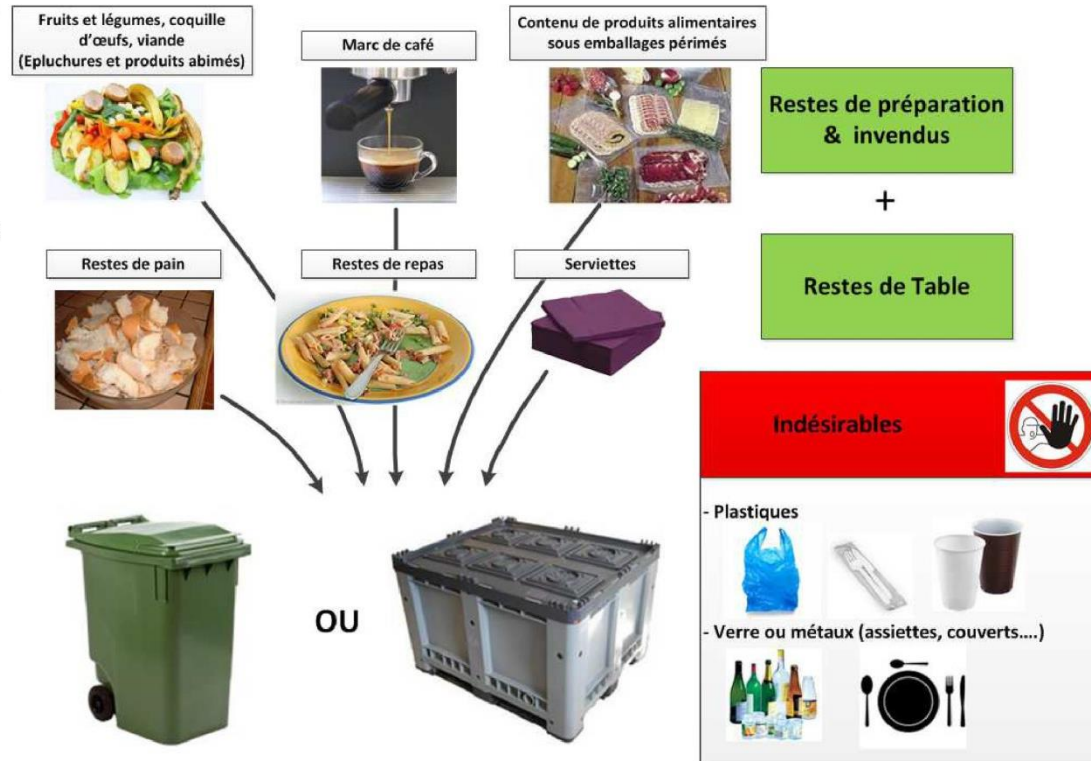 Fruits et légumes, coquille
d'œufs, viande
(Epluchures et produits abimés)
Marc de café
Contenu de produits alimentaires
sous emballages périmés
Restes de préparation
& invendus
+
Restes de Table
Restes de pain
Restes de repas
Serviettes
Indésirables
- Plastiques
- Verre ou métaux (assiettes, couverts....)
OU